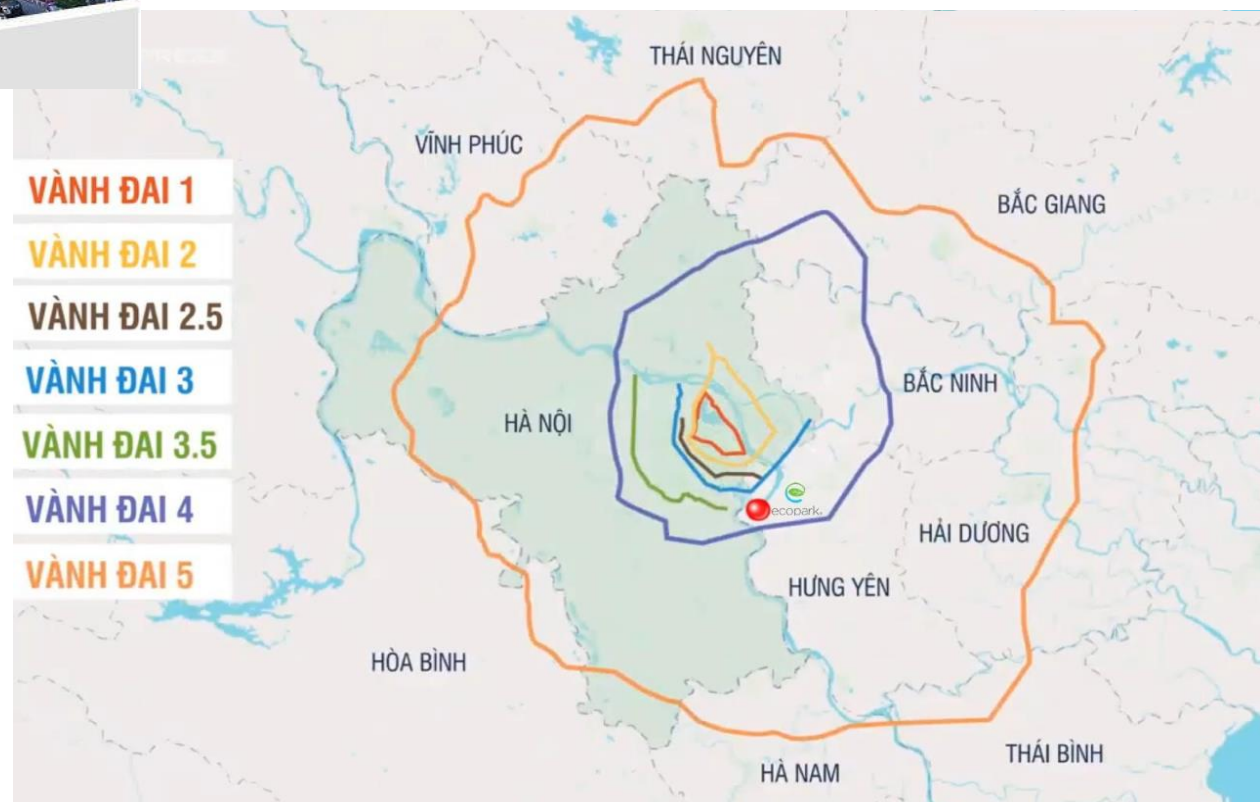 THÁI NGUYÊN
VĨNH PHÚC
VÀNH ĐAI 1
BẮC GIANG
VÀNH ĐAI 2
VÀNH ĐAI 2.5
VÀNH ĐAI 3
BẮC NINH
HÀ NỘI
VÀNH ĐAI 3.5
VÀNH ĐAI 4
ecopark
HẢI DƯƠNG
VÀNH ĐAI 5
HƯNG YÊN
HÒA BÌNH
THÁI BÌNH
HÀ NAM